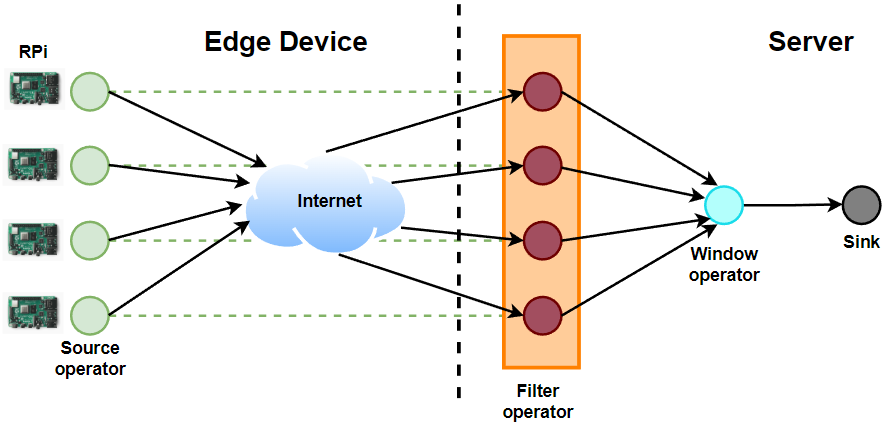 Edge Device
Server
RPi
Internet
Source
operator
Filter
operator
Window
operator
Sink